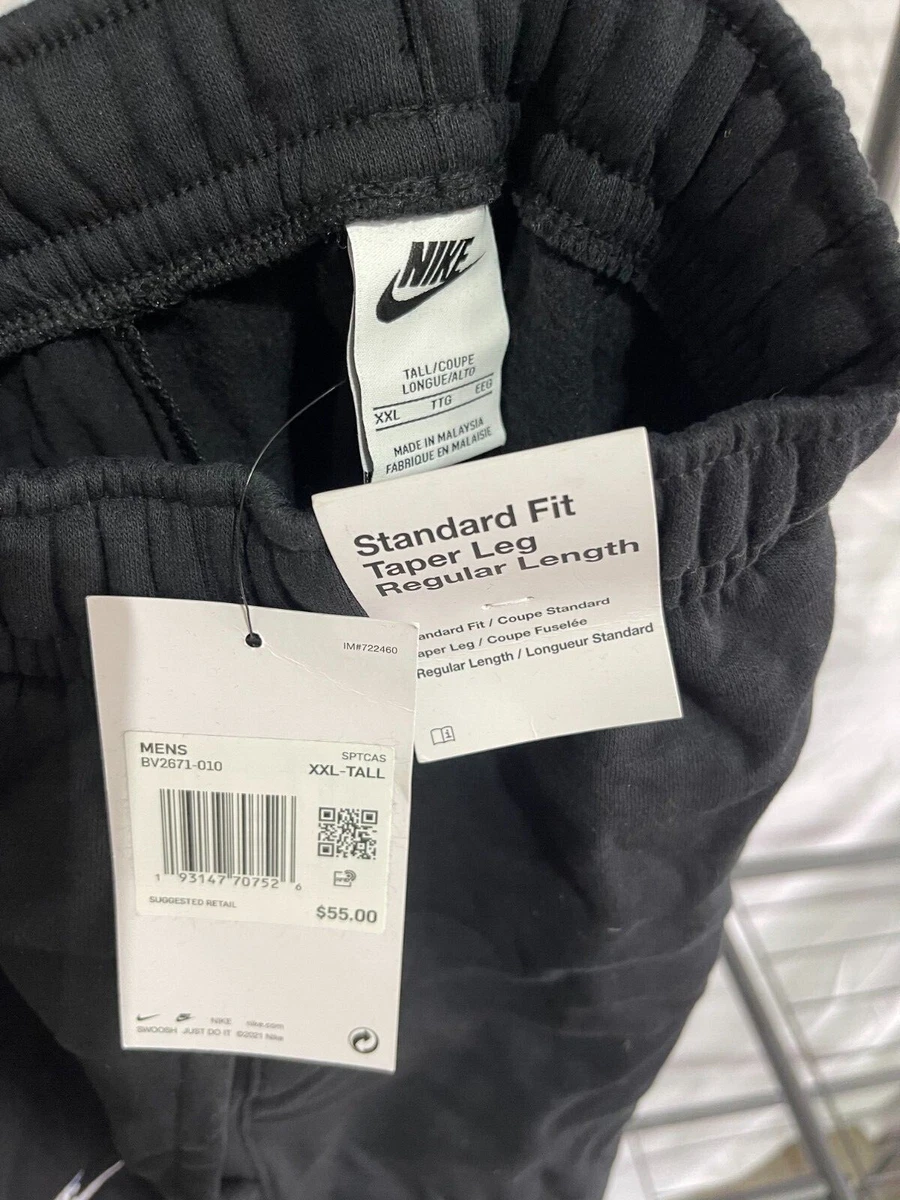 NIKE
TALL/COUPE
LONGUE/ALTO
XXL TTG EEG
MADE IN MALAYSIA
FABRIQUE EN MALAISIE
Standard Fit
Taper Leg
Regular Length
andard Fit / Coupe Standard
aper Leg / Coupe Fuselée
Regular Length / Longueur Standard
IM#722460
MENS SPTCAS
BV2671-010 XXL-TALL
1 93147 70752 6
SUGGESTED RETAIL
$55.00
NIKE nike.com
SWOOSH JUST DO IT ©2021 Nike